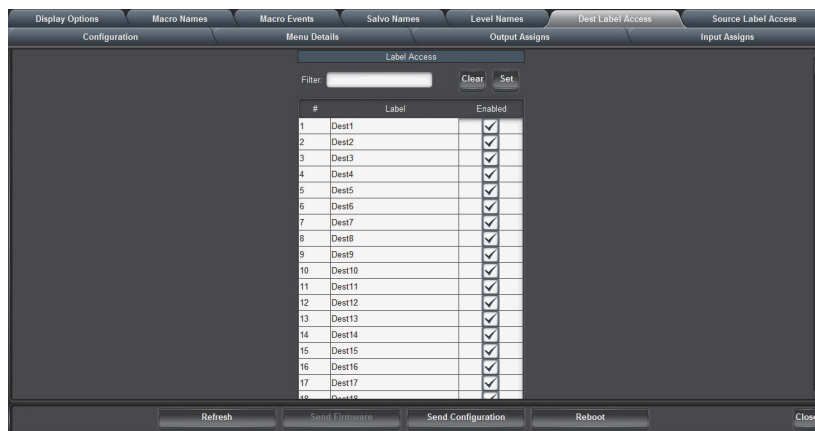 Display Options Macro Names Macro Events Salvo Names Level Names Dest Label Access Source Label Access
Configuration Menu Details Output Assigns Input Assigns
Label Access
Filter: Clear Set
# Label Enabled
1 Dest1
2 Dest2
3 Dest3
4 Dest4
5 Dest5
6 Dest6
7 Dest7
8 Dest8
9 Dest9
10 Dest10
11 Dest11
12 Dest12
13 Dest13
14 Dest14
15 Dest15
16 Dest16
17 Dest17
18 Dest18
Refresh Send Firmware Send Configuration Reboot Close